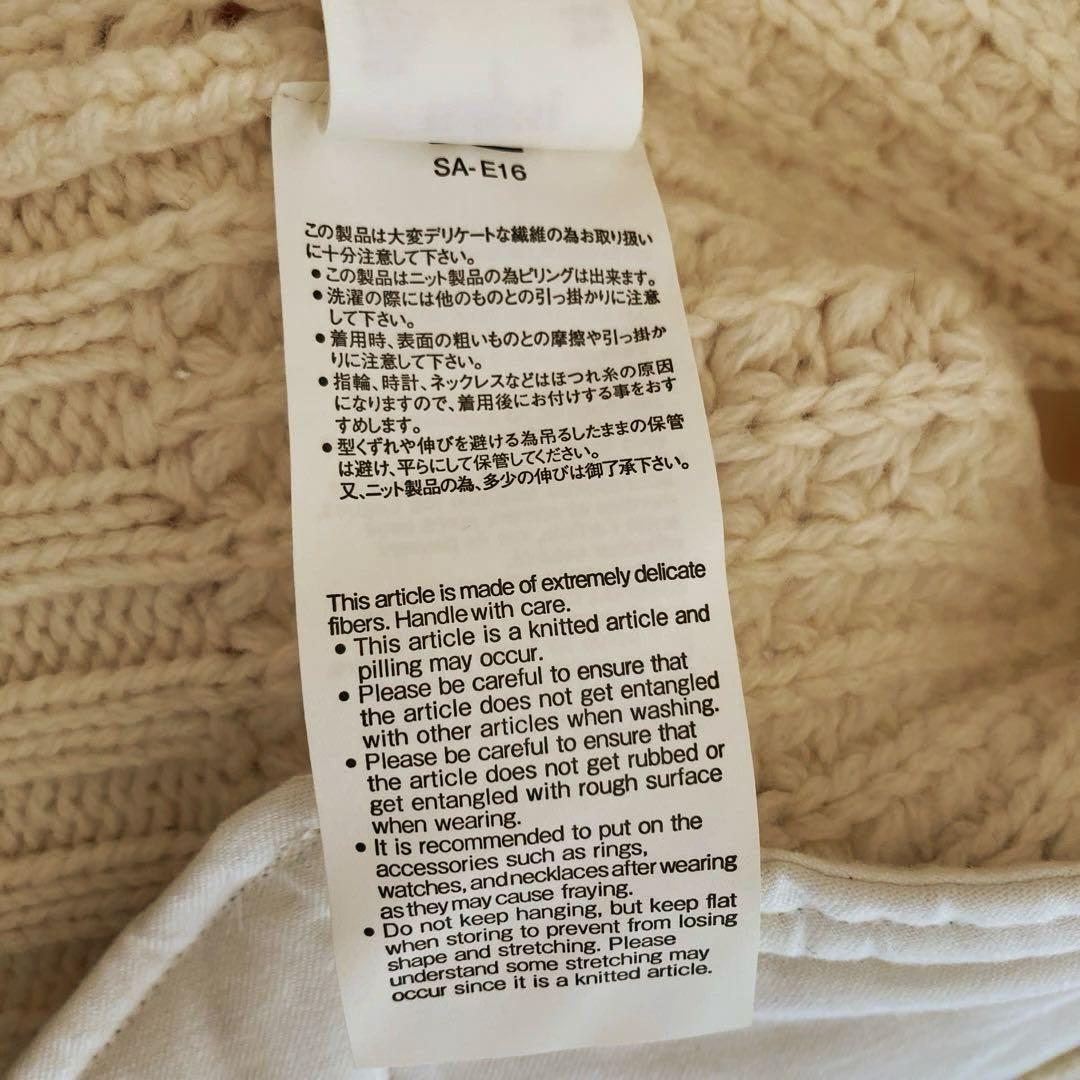 SA-E16
この製品は大変デリケートな繊維の為お取り扱い
に十分注意して下さい。
●この製品はニット製品の為ピリングは出来ます。
●洗濯の際には他のものとの引っ掛かりに注意
して下さい。
●着用時、表面の粗いものとの摩擦や引っ掛か
りに注意して下さい。
●指輪、時計、ネックレスなどはほつれ糸の原因
になりますので、着用後にお付けする事をおす
すめします。
●型くずれや伸びを避ける為吊るしたままの保管
は避け、平らにして保管してください。
又、ニット製品の為、多少の伸びは御了承下さい。
This article is made of extremely delicate
fibers. Handle with care.
● This article is a knitted article and
pilling may occur.
● Please be careful to ensure that
the article does not get entangled
with other articles when washing.
● Please be careful to ensure that
the article does not get rubbed or
get entangled with rough surface
when wearing.
● It is recommended to put on the
accessories such as rings,
watches, and necklaces after wearing
as they may cause fraying.
● Do not keep hanging, but keep flat
when storing to prevent from losing
shape and stretching. Please
understand some stretching may
occur since it is a knitted article.